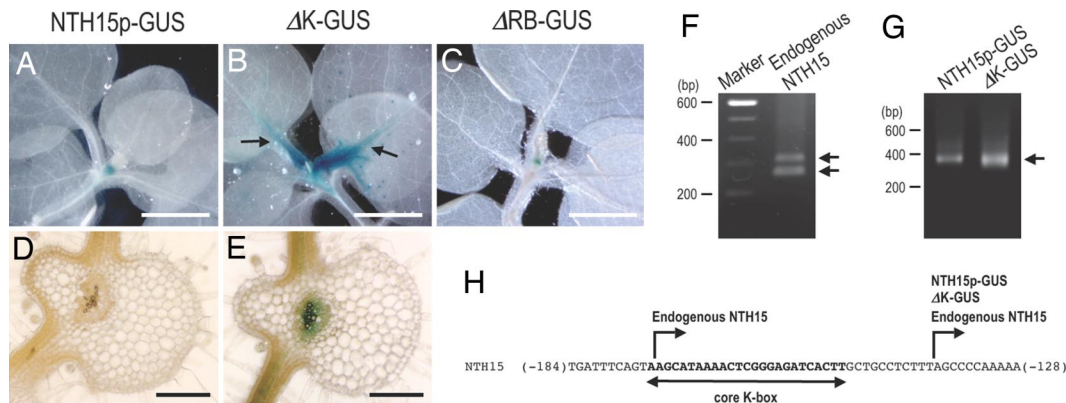 NTH15p-GUS
ΔK-GUS
ΔRB-GUS
A
B
C
D
E
F
Marker
Endogenous
NTH15
(bp)
600
400
200
G
NTH15p-GUS
ΔK-GUS
(bp)
600
400
200
H
NTH15p-GUS
ΔK-GUS
Endogenous NTH15
Endogenous NTH15
NTH15 (-184)TGATTTCAGTAAGCATAAAACTCGGGAGATCACTTGCTGCCTCTTTAGCCCCAAAAA(-128)
core K-box